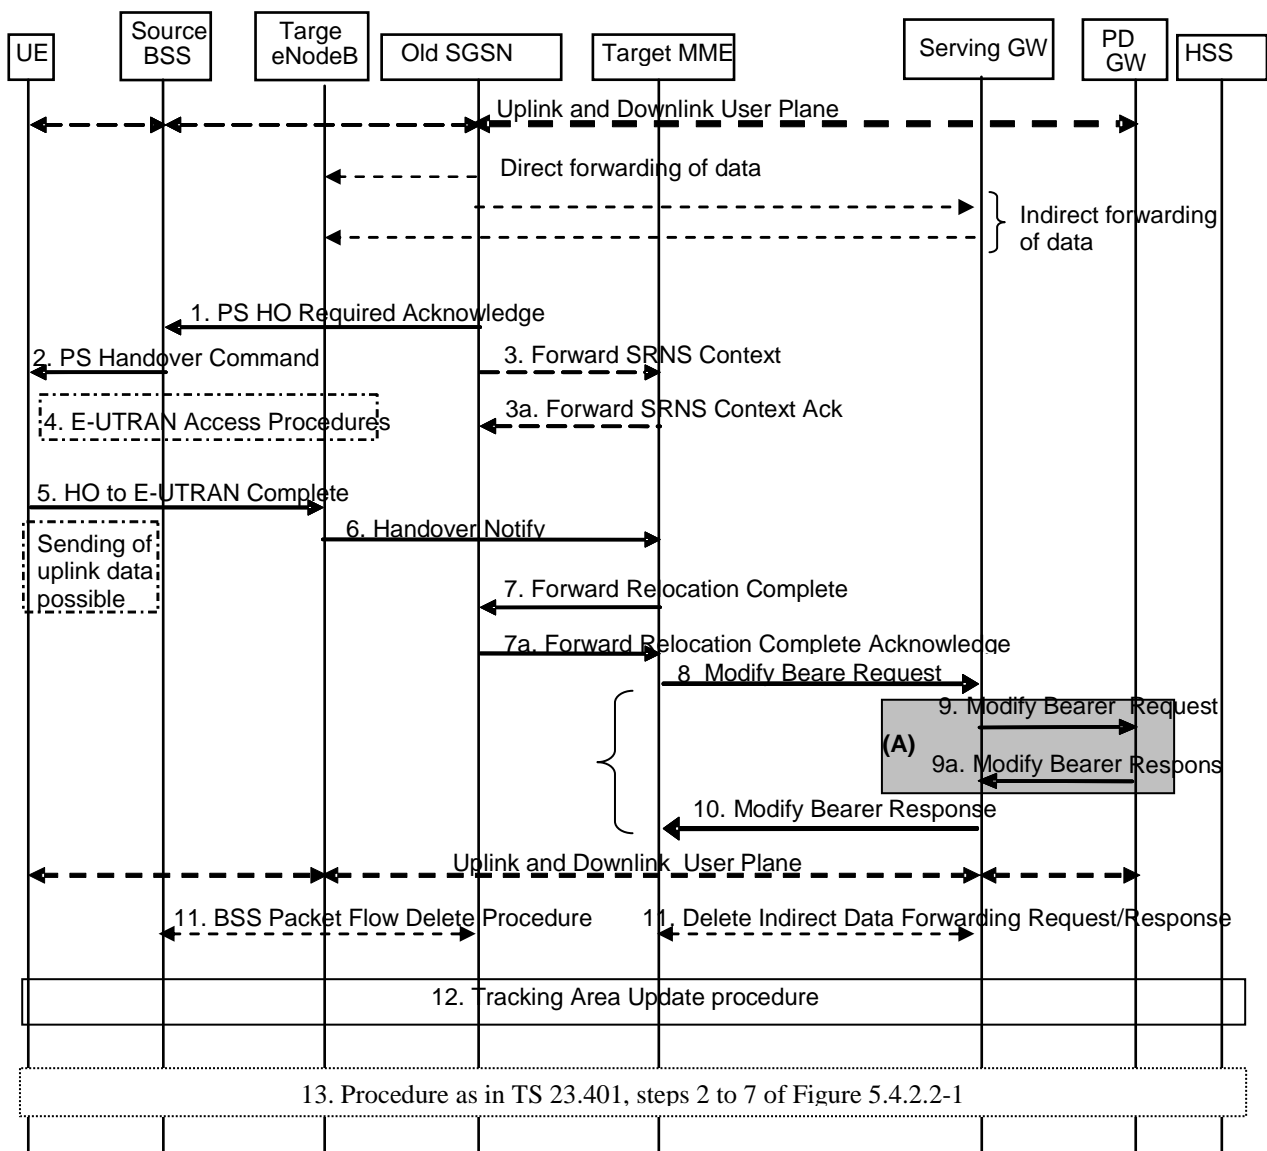 UE
Source
BSS
Targe
eNodeB
Old SGSN
Target MME
Serving GW
PD
GW
HSS
Uplink and Downlink User Plane
Direct forwarding of data
Indirect forwarding
of data
1. PS HO Required Acknowledge
2. PS Handover Command
3. Forward SRNS Context
4. E-UTRAN Access Procedures
3a. Forward SRNS Context Ack
5. HO to E-UTRAN Complete
6. Handover Notify
Sending of
uplink data
possible
7. Forward Relocation Complete
7a. Forward Relocation Complete Acknowledge
8 Modify Beare Request
9. Modify Bearer Request
(A)
9a. Modify Bearer Respons
10. Modify Bearer Response
Uplink and Downlink User Plane
11. BSS Packet Flow Delete Procedure
11. Delete Indirect Data Forwarding Request/Response
12. Tracking Area Update procedure
13. Procedure as in TS 23.401, steps 2 to 7 of Figure 5.4.2.2-1